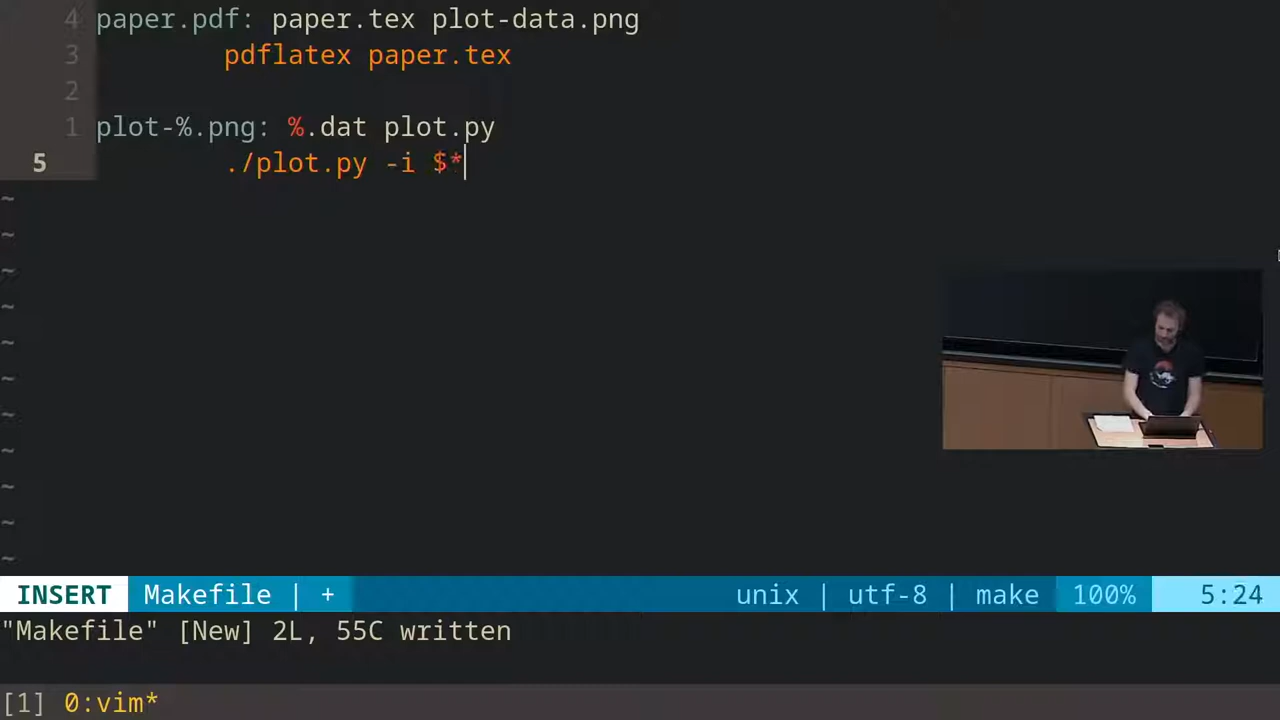 4 paper.pdf: paper.tex plot-data.png
3 pdflatex paper.tex
2
1 plot-%.png: %.dat plot.py
5 ./plot.py -i $*
~
~
~
~
~
~
~
~
~
~
~
INSERT Makefile | + unix | utf-8 | make 100% 5:24
"Makefile" [New] 2L, 55C written
[1] 0:vim*